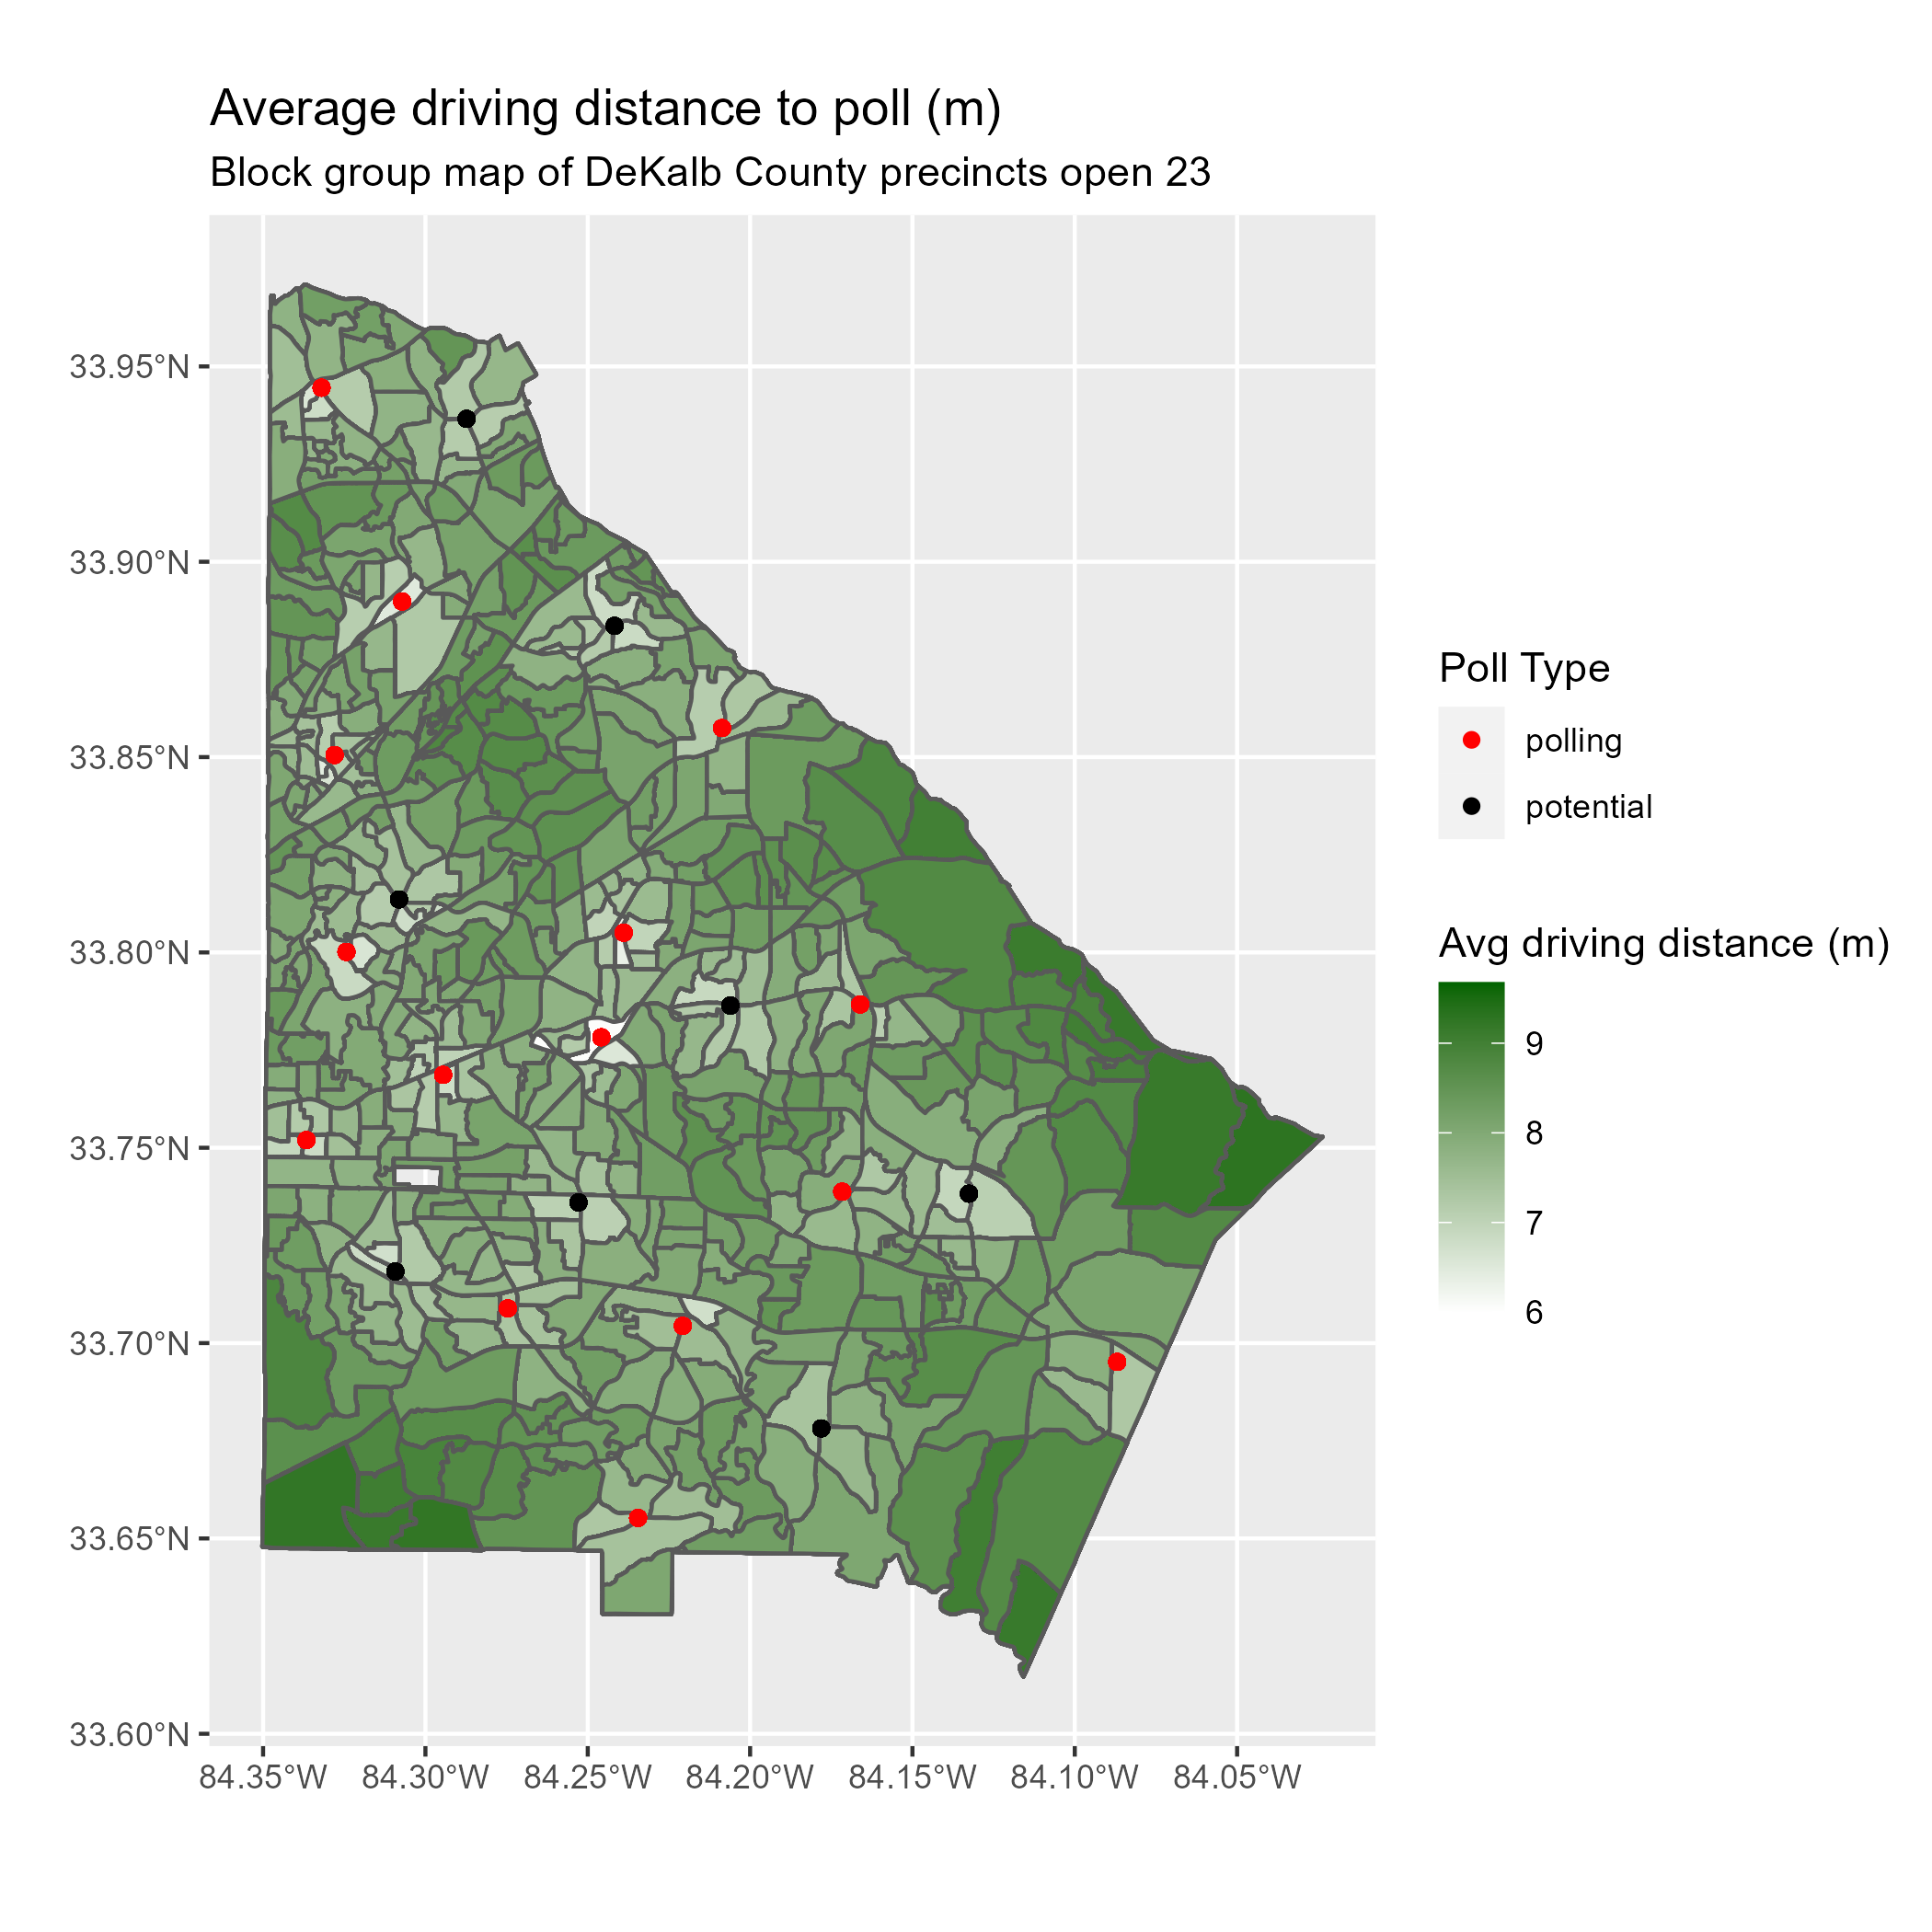 Average driving distance to poll (m)
Block group map of DeKalb County precincts open 23
33.95°N
33.90°N
33.85°N
33.80°N
33.75°N
33.70°N
33.65°N
33.60°N
84.35°W 84.30°W 84.25°W 84.20°W 84.15°W 84.10°W 84.05°W
Poll Type
polling
potential
Avg driving distance (m)
9
8
7
6